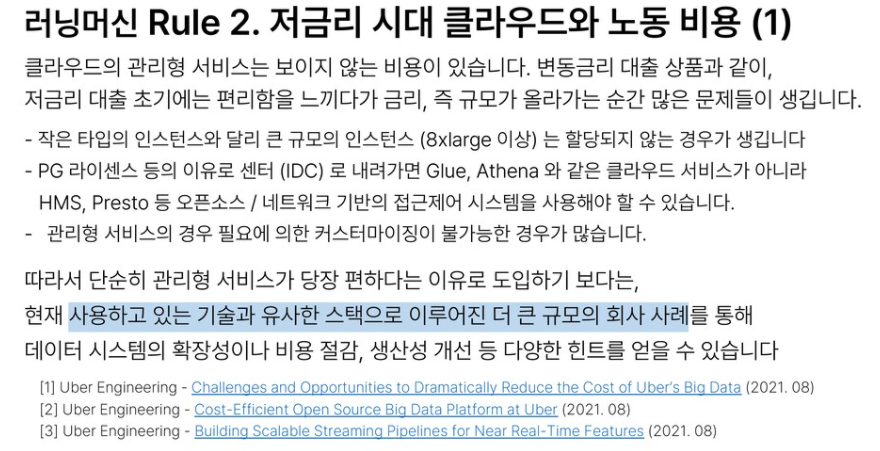 러닝머신 Rule 2. 저금리 시대 클라우드와 노동 비용 (1)
클라우드의 관리형 서비스는 보이지 않는 비용이 있습니다. 변동금리 대출 상품과 같이,
저금리 대출 초기에는 편리함을 느끼다가 금리, 즉 규모가 올라가는 순간 많은 문제들이 생깁니다.
- 작은 타입의 인스턴스와 달리 큰 규모의 인스턴스 (8xlarge 이상) 는 할당되지 않는 경우가 생깁니다
- PG 라이센스 등의 이유로 센터 (IDC) 로 내려가면 Glue, Athena 와 같은 클라우드 서비스가 아니라
HMS, Presto 등 오픈소스 / 네트워크 기반의 접근제어 시스템을 사용해야 할 수 있습니다.
- 관리형 서비스의 경우 필요에 의한 커스터마이징이 불가능한 경우가 많습니다.
따라서 단순히 관리형 서비스가 당장 편하다는 이유로 도입하기 보다는,
현재 사용하고 있는 기술과 유사한 스택으로 이루어진 더 큰 규모의 회사 사례를 통해
데이터 시스템의 확장성이나 비용 절감, 생산성 개선 등 다양한 힌트를 얻을 수 있습니다
[1] Uber Engineering - Challenges and Opportunities to Dramatically Reduce the Cost of Uber's Big Data (2021. 08)
[2] Uber Engineering - Cost-Efficient Open Source Big Data Platform at Uber (2021. 08)
[3] Uber Engineering - Building Scalable Streaming Pipelines for Near Real-Time Features (2021. 08)